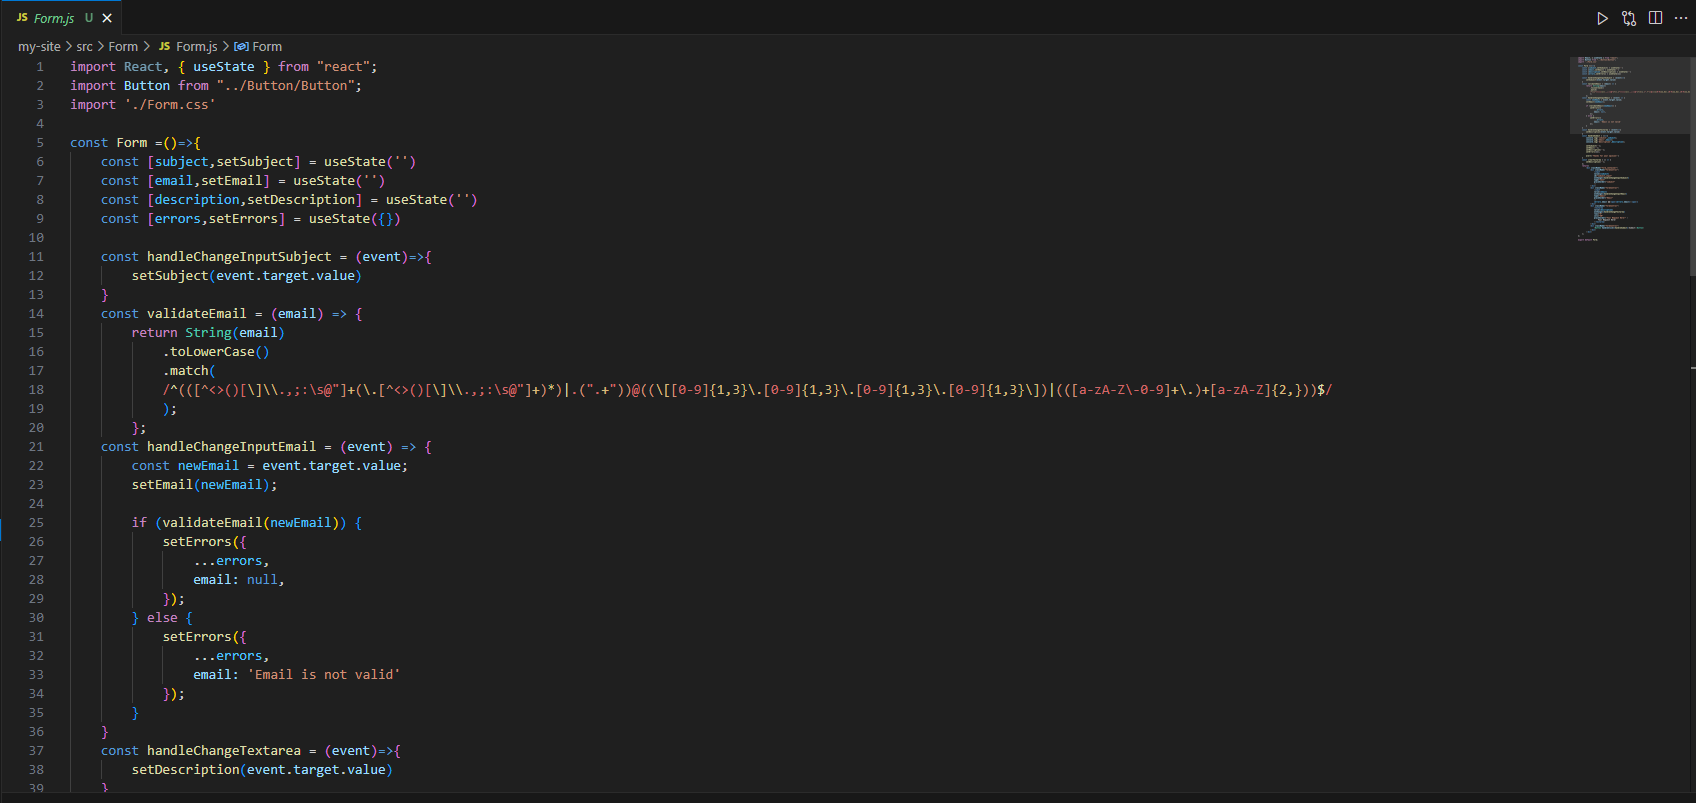 JS Form.js U
my-site > src > Form > JS Form.js > Form
1 import React, { useState } from "react";
2 import Button from "../Button/Button";
3 import './Form.css'
4
5 const Form =()=>{
6 const [subject,setSubject] = useState('')
7 const [email,setEmail] = useState('')
8 const [description,setDescription] = useState('')
9 const [errors,setErrors] = useState({})
10
11 const handleChangeInputSubject = (event)=>{
12 setSubject(event.target.value)
13 }
14 const validateEmail = (email) => {
15 return String(email)
16 .toLowerCase()
17 .match(
18 /^(([^<>()[\]\\.,;:\s@"]+(\.[^<>()[\]\\.,;:\s@"]+)*)|.(".+"))@((\[[0-9]{1,3}\.[0-9]{1,3}\.[0-9]{1,3}\.[0-9]{1,3}\])|(([a-zA-Z\-0-9]+\.)+[a-zA-Z]{2,}))$/
19 );
20 };
21 const handleChangeInputEmail = (event) => {
22 const newEmail = event.target.value;
23 setEmail(newEmail);
24
25 if (validateEmail(newEmail)) {
26 setErrors({
27 ...errors,
28 email: null,
29 });
30 } else {
31 setErrors({
32 ...errors,
33 email: 'Email is not valid'
34 });
35 }
36 }
37 const handleChangeTextarea = (event)=>{
38 setDescription(event.target.value)
39 }